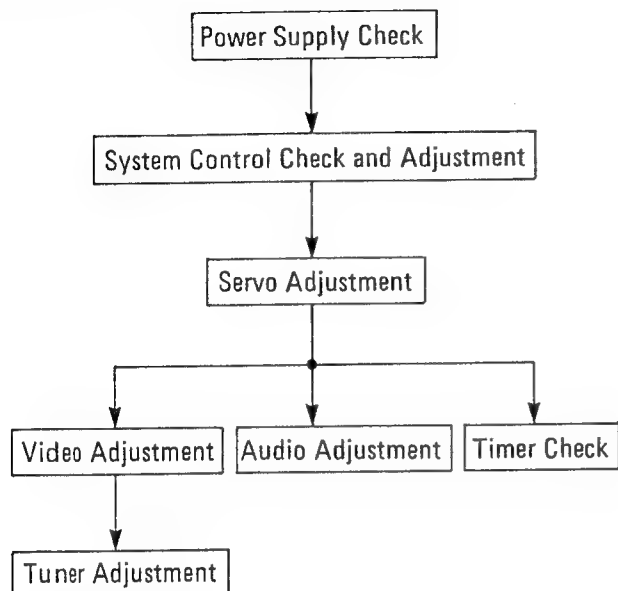 Power Supply Check
System Control Check and Adjustment
Servo Adjustment
Video Adjustment
Audio Adjustment
Timer Check
Tuner Adjustment